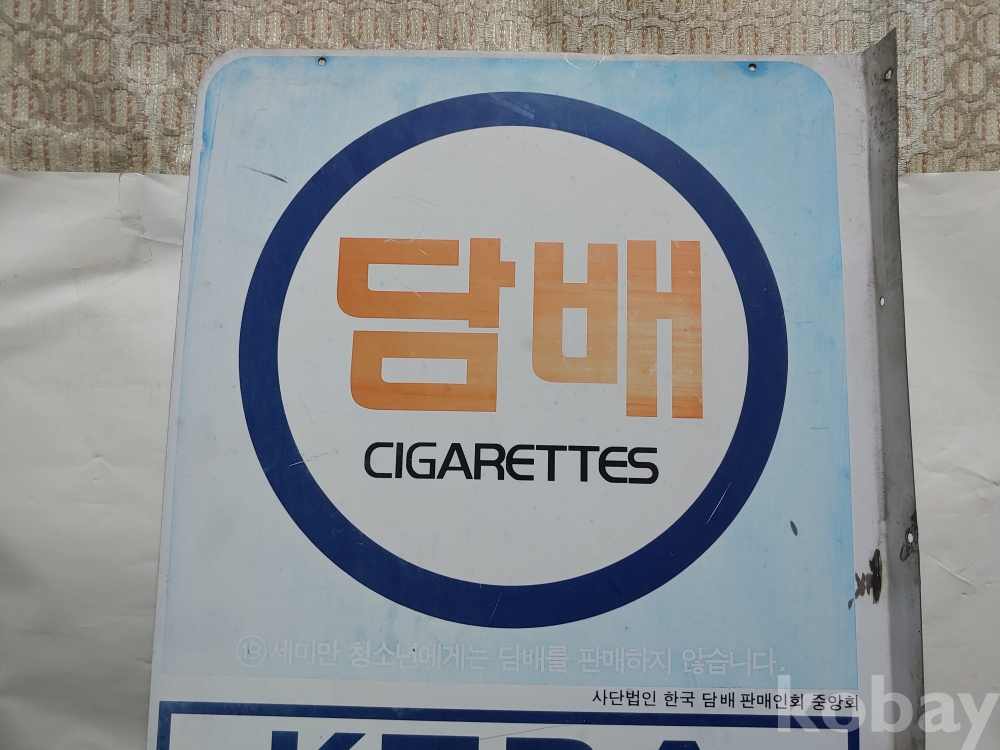 담배
CIGARETTES
⑲세미만 청소년에게는 담배를 판매하지 않습니다.
사단법인 한국 담배 판매인회 중앙회
kobay